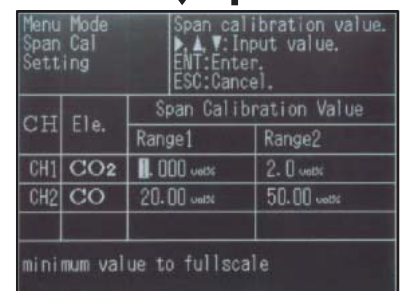 Menu Mode
Span Cal
Setting
Span calibration value.
▶,▲,▼:Input value.
ENT:Enter.
ESC:Cancel.
CH Ele. Span Calibration Value
Range1 Range2
CH1 CO2 1.000 vol% 2.0 vol%
CH2 CO 20.00 vol% 50.00 vol%
minimum value to fullscale